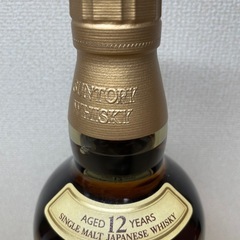 SUNTORY
WHISKY
AGED 12 YEARS
SINGLE MALT JAPANESE WHISKY